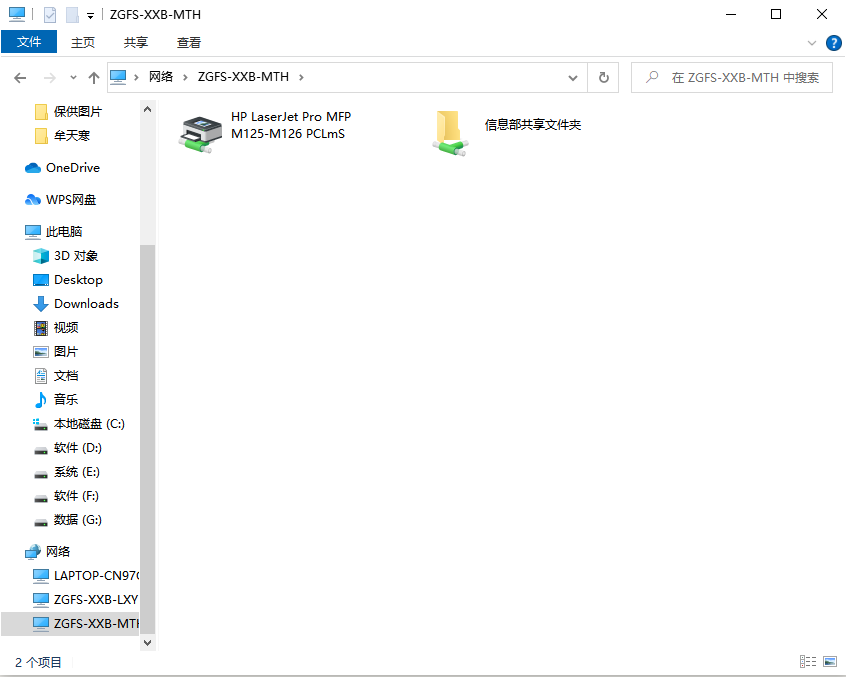 ZGFS-XXB-MTH
文件 主页 共享 查看
网络 ZGFS-XXB-MTH
在 ZGFS-XXB-MTH 中搜索
保供图片
牟天寒
OneDrive
WPS网盘
此电脑
3D 对象
Desktop
Downloads
视频
图片
文档
音乐
本地磁盘 (C:)
软件 (D:)
系统 (E:)
软件 (F:)
数据 (G:)
网络
LAPTOP-CN97
ZGFS-XXB-LXY
ZGFS-XXB-MTH
HP LaserJet Pro MFP
M125-M126 PCLmS
信息部共享文件夹
2 个项目